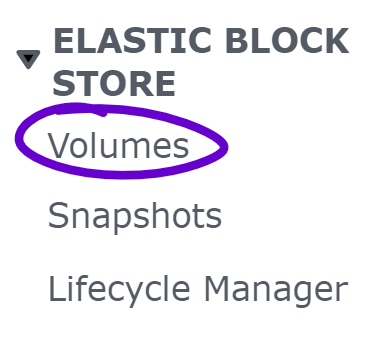 ELASTIC BLOCK
STORE
Volumes
Snapshots
Lifecycle Manager